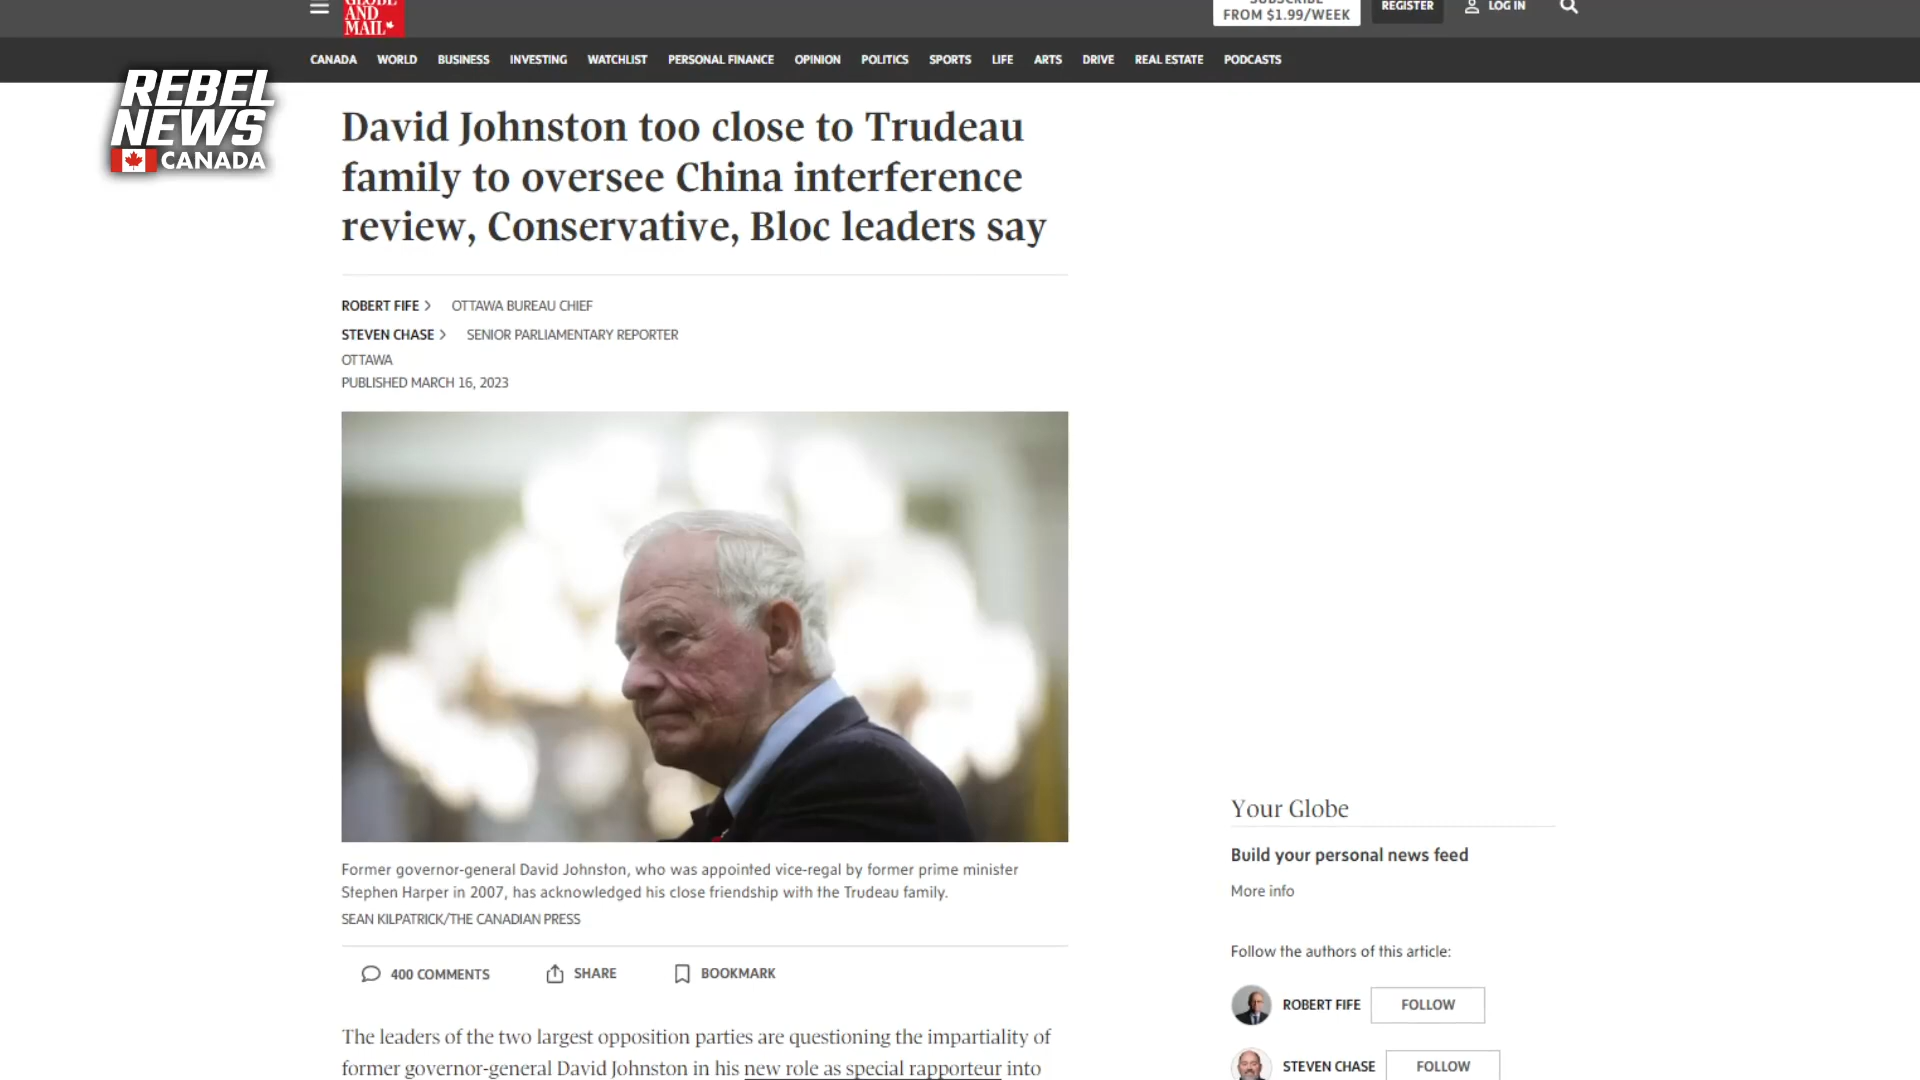 GLOBE
AND
MAIL
SUBSCRIBE
FROM $1.99/WEEK
REGISTER
LOG IN
CANADA WORLD BUSINESS INVESTING WATCHLIST PERSONAL FINANCE OPINION POLITICS SPORTS LIFE ARTS DRIVE REAL ESTATE PODCASTS
REBEL
NEWS
CANADA
David Johnston too close to Trudeau
family to oversee China interference
review, Conservative, Bloc leaders say
ROBERT FIFE > OTTAWA BUREAU CHIEF
STEVEN CHASE > SENIOR PARLIAMENTARY REPORTER
OTTAWA
PUBLISHED MARCH 16, 2023
Former governor-general David Johnston, who was appointed vice-regal by former prime minister
Stephen Harper in 2007, has acknowledged his close friendship with the Trudeau family.
SEAN KILPATRICK/THE CANADIAN PRESS
400 COMMENTS SHARE BOOKMARK
The leaders of the two largest opposition parties are questioning the impartiality of
former governor-general David Johnston in his new role as special rapporteur into
Your Globe
Build your personal news feed
More info
Follow the authors of this article:
ROBERT FIFE FOLLOW
STEVEN CHASE FOLLOW